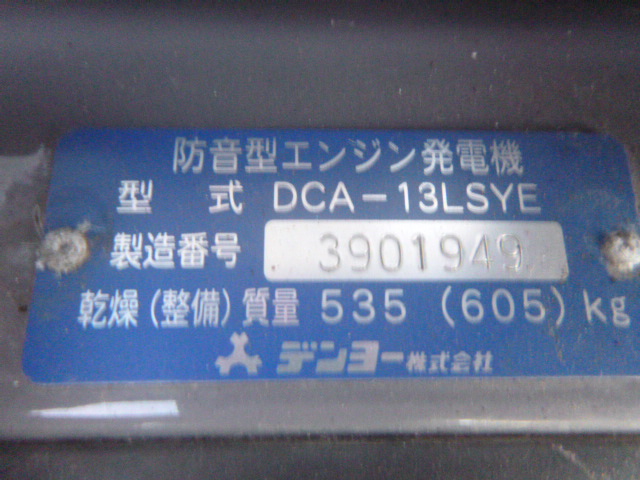 防音型エンジン発電機
型 式 DCA-13LSYE
製造番号 3901949
乾燥(整備)質量 535 (605) kg
デンヨー株式会社